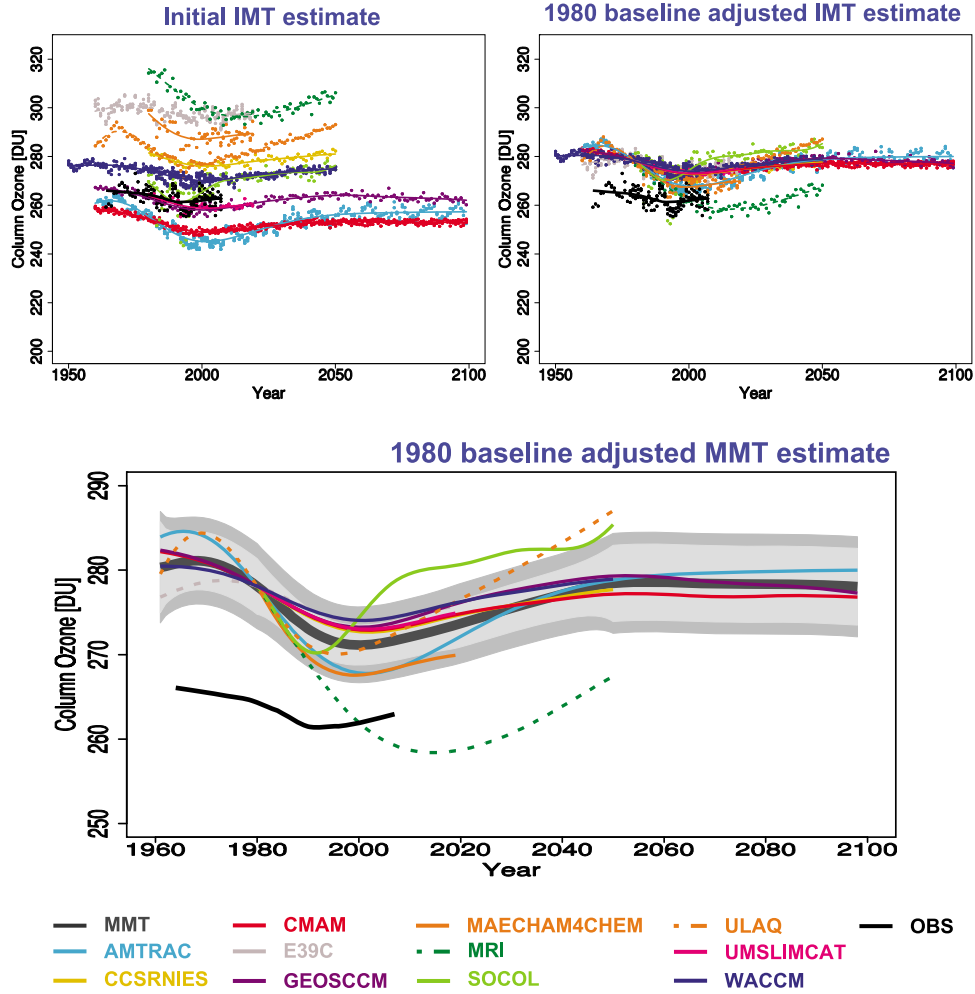 Initial IMT estimate
1980 baseline adjusted IMT estimate
Column Ozone [DU]
320
300
280
260
240
220
200
1950
2000
2050
2100
Year
Column Ozone [DU]
320
300
280
260
240
220
200
1950
2000
2050
2100
Year
1980 baseline adjusted MMT estimate
Column Ozone [DU]
290
280
270
260
250
1960
1980
2000
2020
2040
2060
2080
2100
Year
MMT
CMAM
MAECHAM4CHEM
ULAQ
OBS
AMTRAC
E39C
MRI
UMSLIMCAT
CCSRNIES
GEOSCCM
SOCOL
WACCM